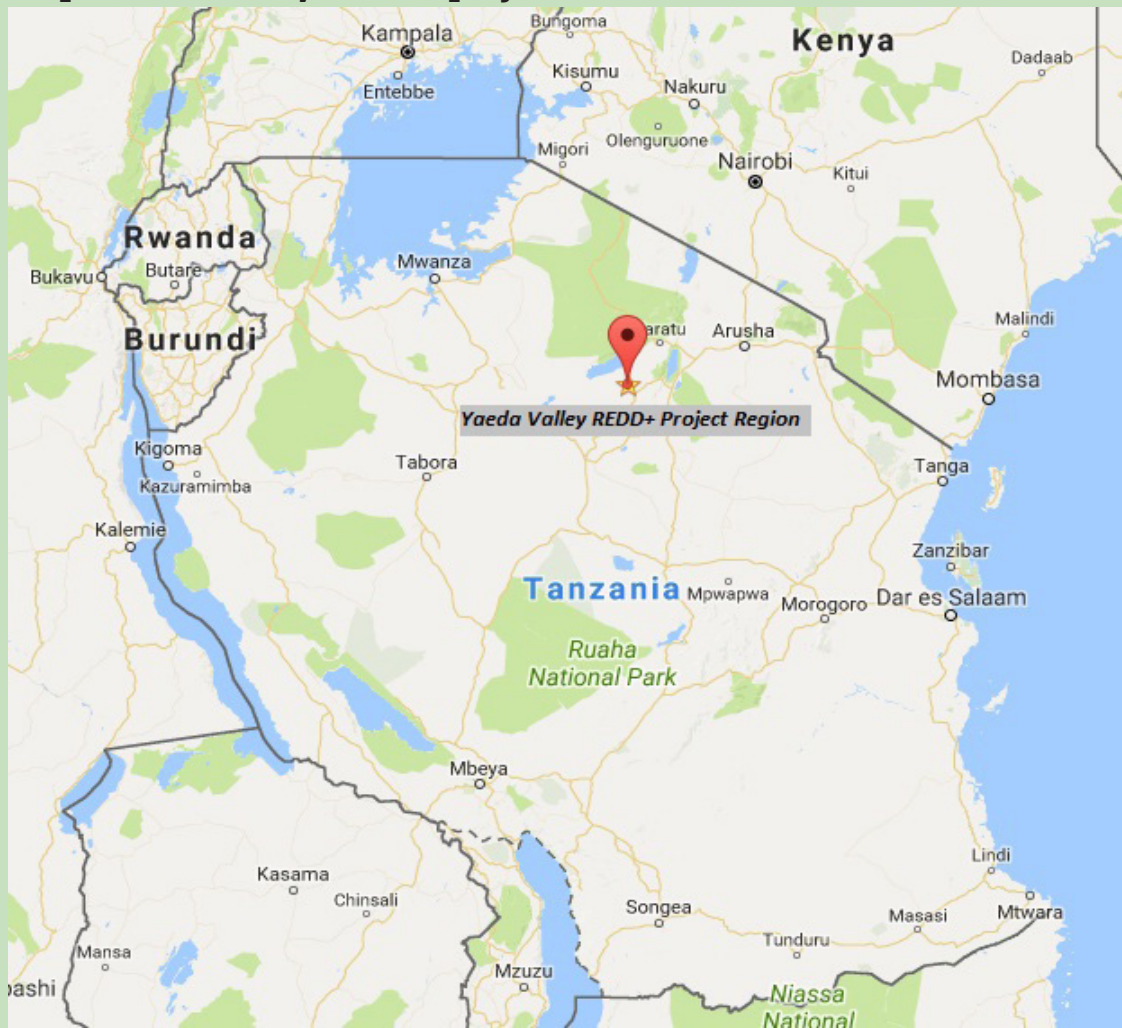 Bungoma
Kampala
Kenya
Dadaab
Kisumu
Entebbe
Nakuru
Olenguruone
Migori
Nairobi
Kitui
Rwanda
Bukavu
Butare
Mwanza
Malindi
Burundi
aratu
Arusha
Mombasa
Yaeda Valley REDD+ Project Region
Kigoma
Tabora
Tanga
Kazuramimba
Kalemie
Zanzibar
Tanzania
Mpwapwa
Morogoro
Dar es Salaam
Ruaha
National Park
Mbeya
Lindi
Kasama
Chinsali
Songea
Masasi
Mtwara
Tunduru
Mansa
Mzuzu
bashi
Niassa
National